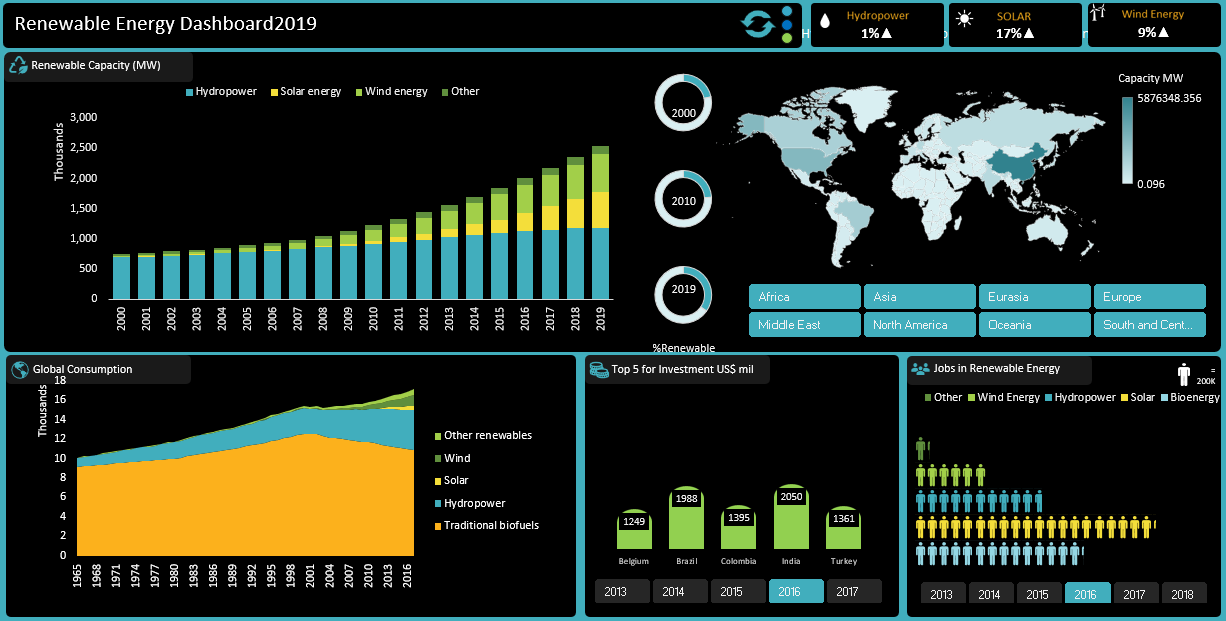 Renewable Energy Dashboard2019
Hydropower
1%▲
SOLAR
17%▲
Wind Energy
9%▲
Renewable Capacity (MW)
Hydropower Solar energy Wind energy Other
Thousands
3,000
2,500
2,000
1,500
1,000
500
0
2000 2001 2002 2003 2004 2005 2006 2007 2008 2009 2010 2011 2012 2013 2014 2015 2016 2017 2018 2019
2000
2010
2019
%Renewable
Capacity MW
5876348.356
0.096
Africa Asia Eurasia Europe
Middle East North America Oceania South and Cent...
Global Consumption
Thousands
18
16
14
12
10
8
6
4
2
0
1965 1968 1971 1974 1977 1980 1983 1986 1989 1992 1995 1998 2001 2004 2007 2010 2013 2016
Other renewables
Wind
Solar
Hydropower
Traditional biofuels
Top 5 for Investment US$ mil
1249 1988 1395 2050 1361
Belgium Brazil Colombia India Turkey
2013 2014 2015 2016 2017
Jobs in Renewable Energy
=
200K
Other Wind Energy Hydropower Solar Bioenergy
2013 2014 2015 2016 2017 2018